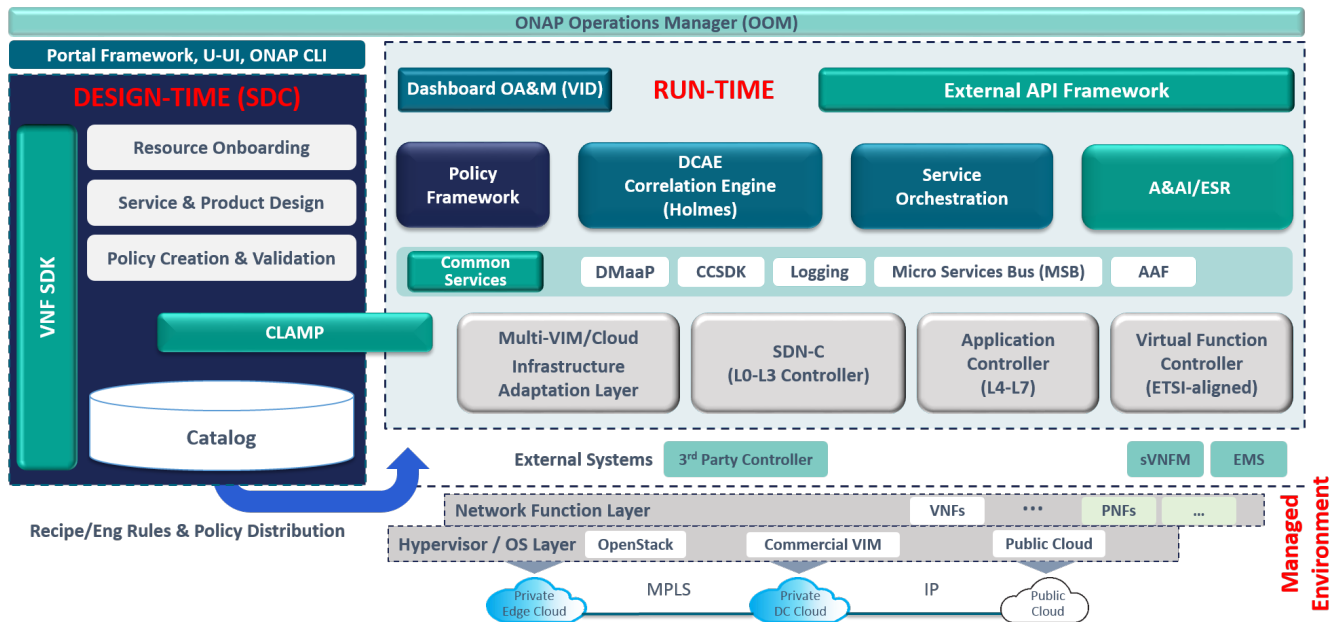 ONAP Operations Manager (OOM)
Portal Framework, U-UI, ONAP CLI
DESIGN-TIME (SDC)
VNF SDK
Resource Onboarding
Service & Product Design
Policy Creation & Validation
CLAMP
Catalog
Recipe/Eng Rules & Policy Distribution
Dashboard OA&M (VID)
RUN-TIME
External API Framework
Policy
Framework
DCAE
Correlation Engine
(Holmes)
Service
Orchestration
A&AI/ESR
Common
Services
DMaaP
CCSDK
Logging
Micro Services Bus (MSB)
AAF
Multi-VIM/Cloud
Infrastructure
Adaptation Layer
SDN-C
(L0-L3 Controller)
Application
Controller
(L4-L7)
Virtual Function
Controller
(ETSI-aligned)
External Systems
3rd Party Controller
sVNFM
EMS
Network Function Layer
VNFs
...
PNFs
...
Hypervisor / OS Layer
OpenStack
Commercial VIM
Public Cloud
Private
Edge Cloud
MPLS
Private
DC Cloud
IP
Public
Cloud
Managed
Environment